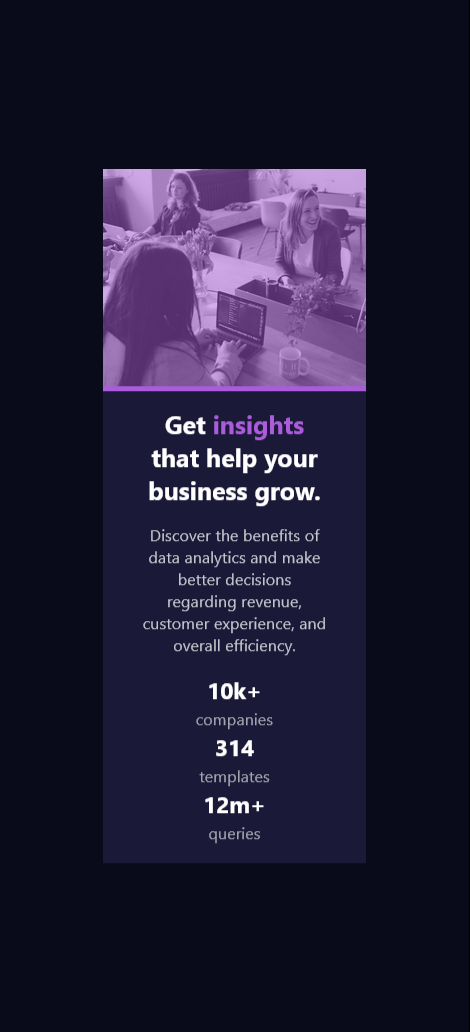 Get insights
that help your
business grow.
Discover the benefits of
data analytics and make
better decisions
regarding revenue,
customer experience, and
overall efficiency.
10k+
companies
314
templates
12m+
queries